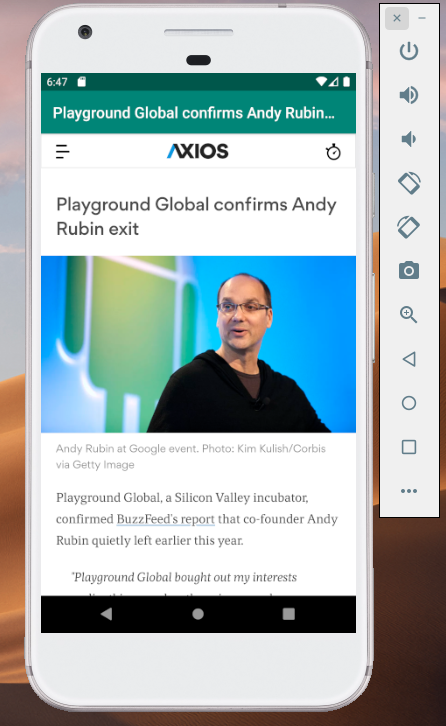 6:47
Playground Global confirms Andy Rubin...
AXIOS
Playground Global confirms Andy
Rubin exit
Andy Rubin at Google event. Photo: Kim Kulish/Corbis
via Getty Image
Playground Global, a Silicon Valley incubator,
confirmed BuzzFeed's report that co-founder Andy
Rubin quietly left earlier this year.
"Playground Global bought out my interests